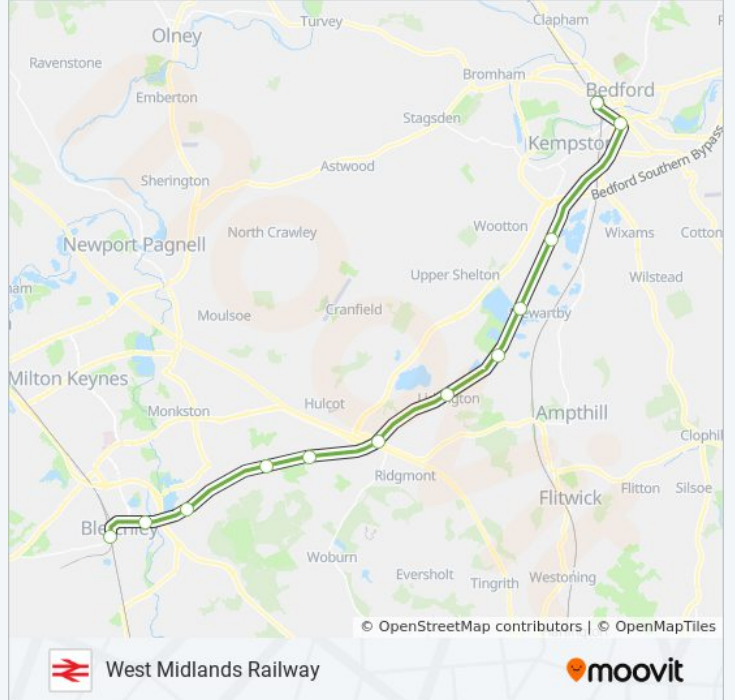 Clapham
Turvey
Olney
Ravenstone
Bromham
Bedford
Emberton
Stagsden
Kempston
Astwood
Bedford Southern Bypass
Sherington
North Crawley
Wootton
Wixams
Cotton
Newport Pagnell
Upper Shelton
Wilstead
am
Cranfield
Moulsoe
ewartby
Milton Keynes
Hulcot
Monkston
Ampthill
Clophil
Ridgmont
Flitwick
Flitton
Silsoe
Woburn
Eversholt
Westoning
Tingrith
© OpenStreetMap contributors | © OpenMapTiles
West Midlands Railway
moovit